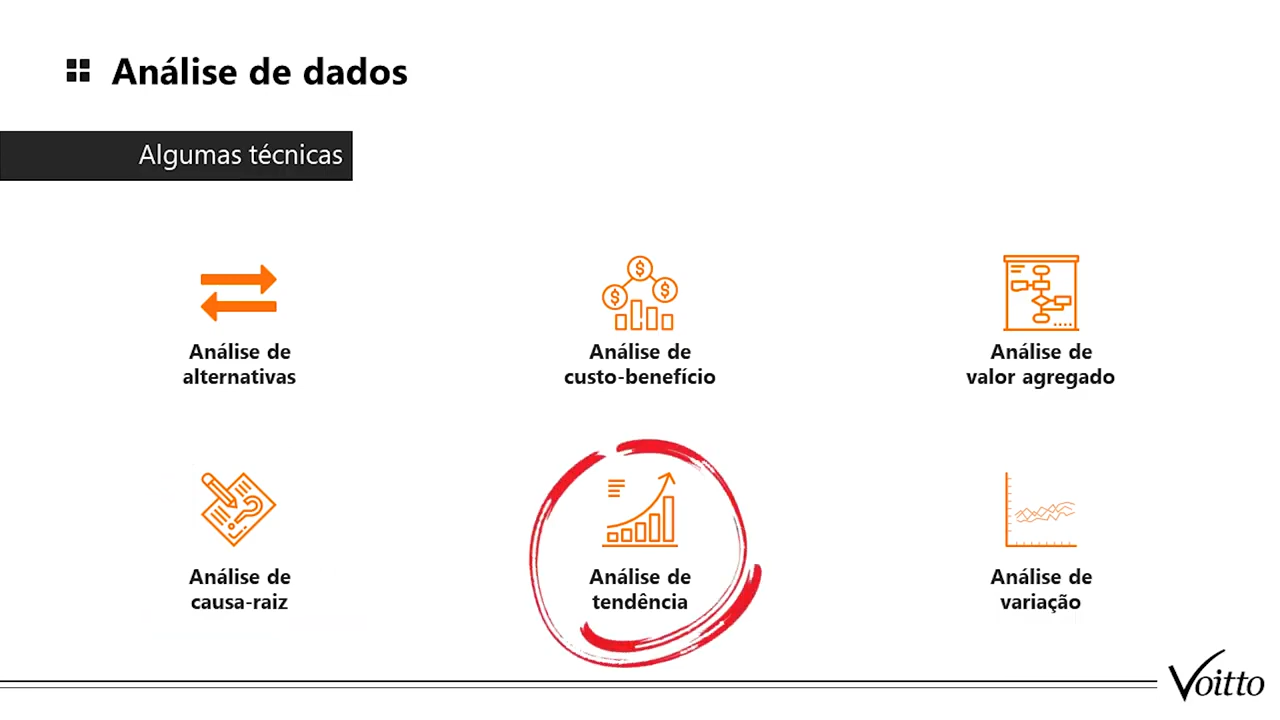 Análise de dados
Algumas técnicas
Análise de
alternativas
Análise de
custo-benefício
Análise de
valor agregado
Análise de
causa-raiz
Análise de
tendência
Análise de
variação
Voitto